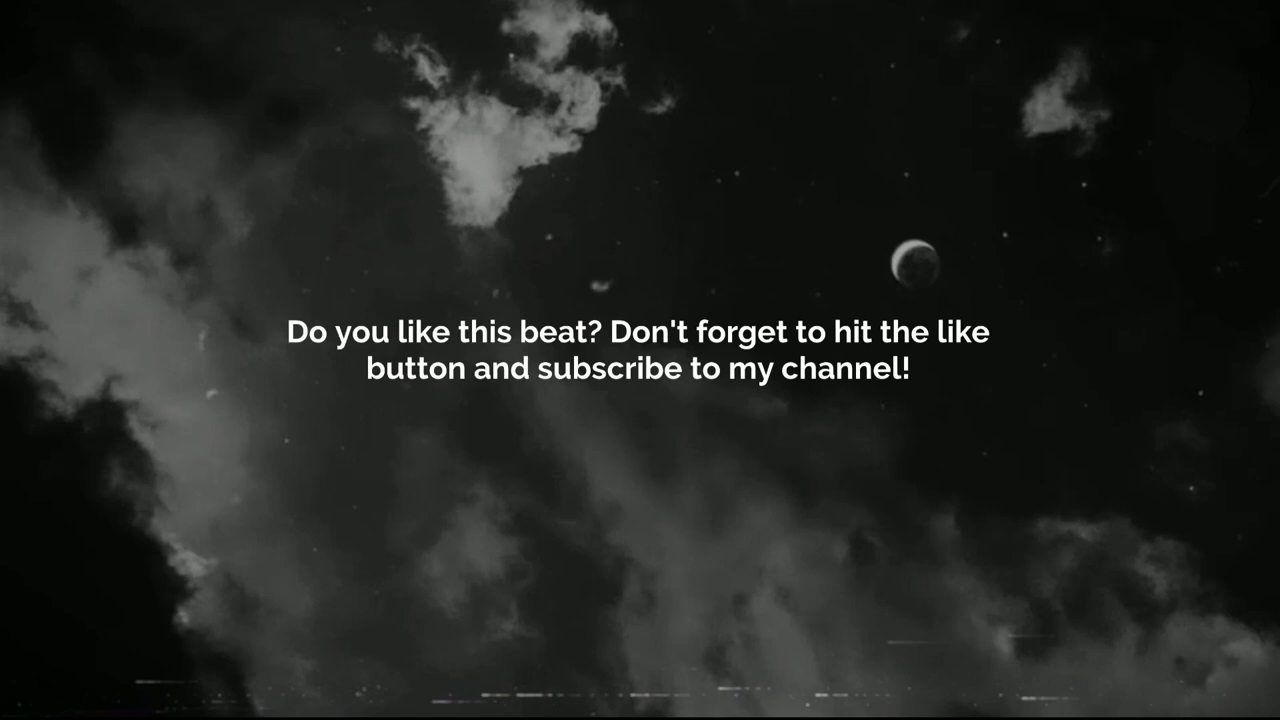 Do you like this beat? Don't forget to hit the like
button and subscribe to my channel!